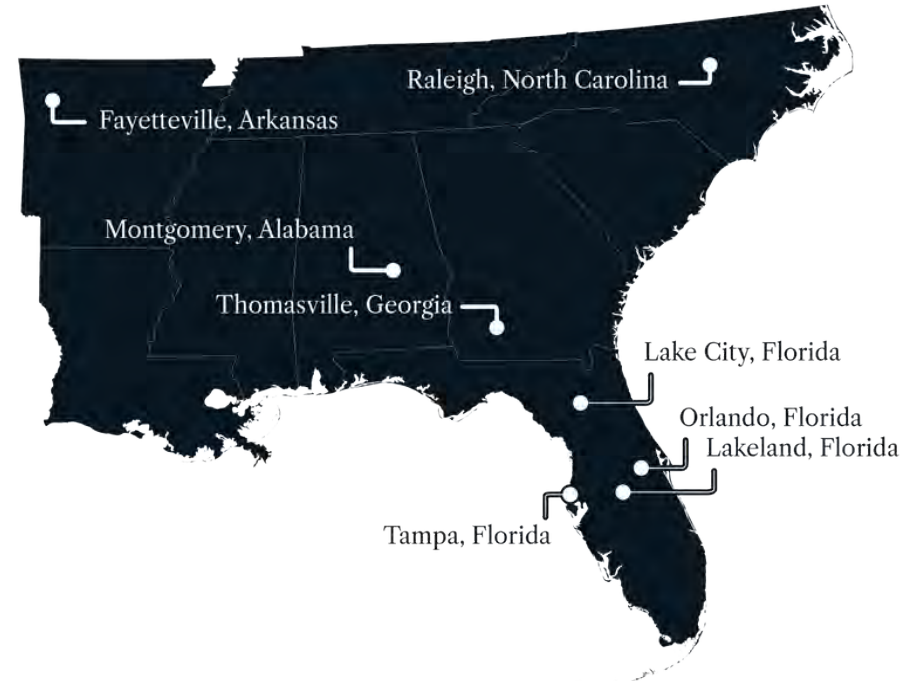 Raleigh, North Carolina
Fayetteville, Arkansas
Montgomery, Alabama
Thomasville, Georgia
Lake City, Florida
Orlando, Florida
Lakeland, Florida
Tampa, Florida